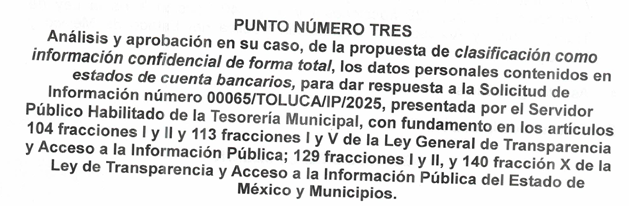 PUNTO NÚMERO TRES
Análisis y aprobación en su caso, de la propuesta de clasificación como
información confidencial de forma total, los datos personales contenidos en
estados de cuenta bancarios, para dar respuesta a la Solicitud de
Información número 00065/TOLUCA/IP/2025, presentada por el Servidor
Público Habilitado de la Tesorería Municipal, con fundamento en los artículos
104 fracciones I y II y 113 fracciones I y V de la Ley General de Transparencia
y Acceso a la Información Pública; 129 fracciones I y II, y 140 fracción X de la
Ley de Transparencia y Acceso a la Información Pública del Estado de
México y Municipios.